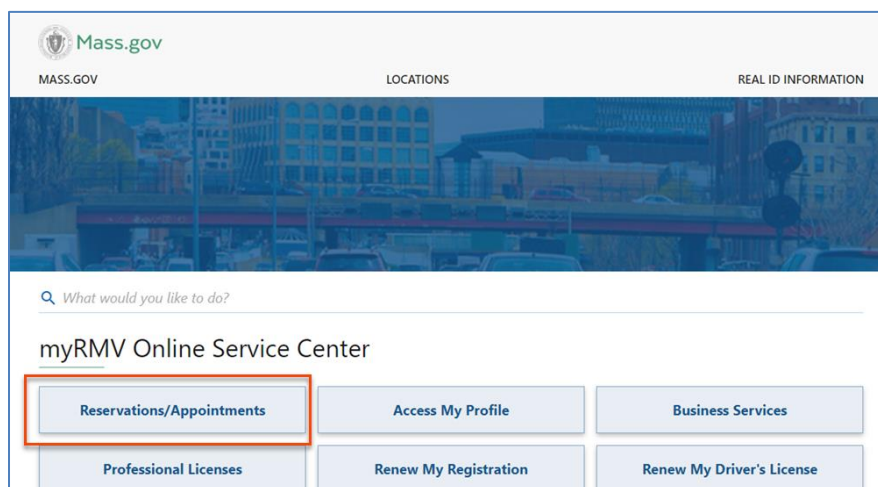 Mass.gov
MASS.GOV LOCATIONS REAL ID INFORMATION
What would you like to do?
myRMV Online Service Center
Reservations/Appointments Access My Profile Business Services
Professional Licenses Renew My Registration Renew My Driver's License